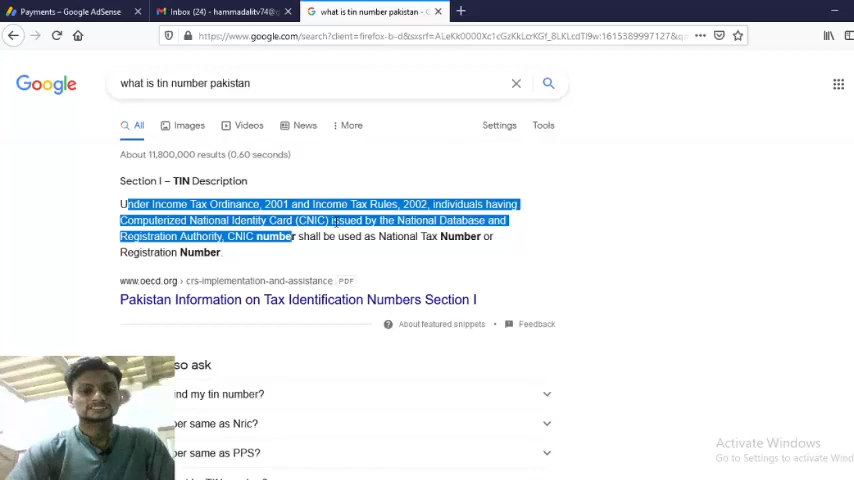 Payments – Google AdSense
Inbox (24) - hammadalitv74@g
what is tin number pakistan - G
https://www.google.com/search?client=firefox-b-d&sxsrf=
Google
what is tin number pakistan
All Images Videos News More Settings Tools
About 11,800,000 results (0.60 seconds)
Section I – TIN Description
Under Income Tax Ordinance, 2001 and Income Tax Rules, 2002, individuals having
Computerized National Identity Card (CNIC) issued by the National Database and
Registration Authority, CNIC number shall be used as National Tax Number or
Registration Number.
www.oecd.org › crs-implementation-and-assistance PDF
Pakistan Information on Tax Identification Numbers Section I
About featured snippets • Feedback
so ask
ind my tin number?
er same as Nric?
er same as PPS?
Activate Windows
Go to Settings to activate Wind